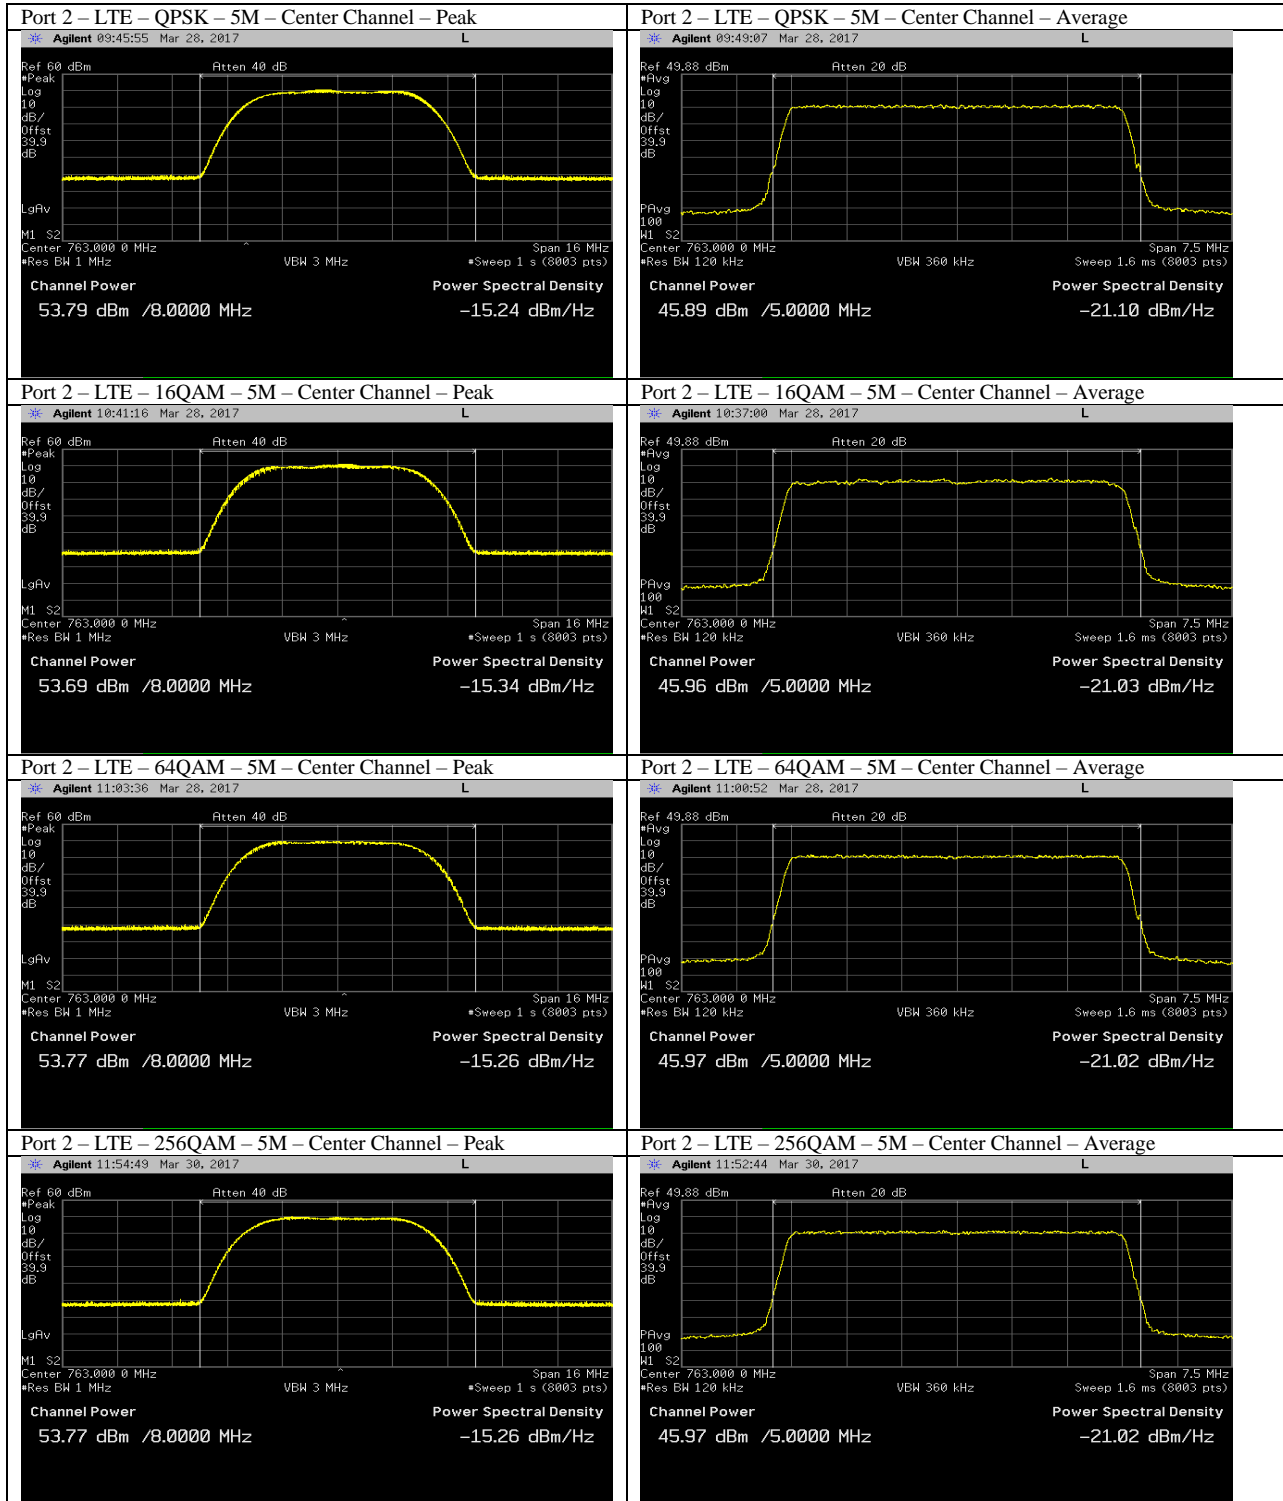 Port 2 – LTE – QPSK – 5M – Center Channel – Peak
Agilent 09:45:55 Mar 28, 2017 L
Ref 60 dBm Atten 40 dB
#Peak
Log
10
dB/
Offst
39.9
dB
LgAv
M1 S2
Center 763.000 0 MHz Span 16 MHz
#Res BW 1 MHz VBW 3 MHz #Sweep 1 s (8003 pts)
Channel Power Power Spectral Density
53.79 dBm /8.0000 MHz -15.24 dBm/Hz
Port 2 – LTE – QPSK – 5M – Center Channel – Average
Agilent 09:49:07 Mar 28, 2017 L
Ref 49.88 dBm Atten 20 dB
#Avg
Log
10
dB/
Offst
39.9
dB
PAvg
100
W1 S2
Center 763.000 0 MHz Span 7.5 MHz
#Res BW 120 kHz VBW 360 kHz Sweep 1.6 ms (8003 pts)
Channel Power Power Spectral Density
45.89 dBm /5.0000 MHz -21.10 dBm/Hz
Port 2 – LTE – 16QAM – 5M – Center Channel – Peak
Agilent 10:41:16 Mar 28, 2017 L
Ref 60 dBm Atten 40 dB
#Peak
Log
10
dB/
Offst
39.9
dB
LgAv
M1 S2
Center 763.000 0 MHz Span 16 MHz
#Res BW 1 MHz VBW 3 MHz #Sweep 1 s (8003 pts)
Channel Power Power Spectral Density
53.69 dBm /8.0000 MHz -15.34 dBm/Hz
Port 2 – LTE – 16QAM – 5M – Center Channel – Average
Agilent 10:37:00 Mar 28, 2017 L
Ref 49.88 dBm Atten 20 dB
#Avg
Log
10
dB/
Offst
39.9
dB
PAvg
100
W1 S2
Center 763.000 0 MHz Span 7.5 MHz
#Res BW 120 kHz VBW 360 kHz Sweep 1.6 ms (8003 pts)
Channel Power Power Spectral Density
45.96 dBm /5.0000 MHz -21.03 dBm/Hz
Port 2 – LTE – 64QAM – 5M – Center Channel – Peak
Agilent 11:03:36 Mar 28, 2017 L
Ref 60 dBm Atten 40 dB
#Peak
Log
10
dB/
Offst
39.9
dB
LgAv
M1 S2
Center 763.000 0 MHz Span 16 MHz
#Res BW 1 MHz VBW 3 MHz #Sweep 1 s (8003 pts)
Channel Power Power Spectral Density
53.77 dBm /8.0000 MHz -15.26 dBm/Hz
Port 2 – LTE – 64QAM – 5M – Center Channel – Average
Agilent 11:00:52 Mar 28, 2017 L
Ref 49.88 dBm Atten 20 dB
#Avg
Log
10
dB/
Offst
39.9
dB
PAvg
100
W1 S2
Center 763.000 0 MHz Span 7.5 MHz
#Res BW 120 kHz VBW 360 kHz Sweep 1.6 ms (8003 pts)
Channel Power Power Spectral Density
45.97 dBm /5.0000 MHz -21.02 dBm/Hz
Port 2 – LTE – 256QAM – 5M – Center Channel – Peak
Agilent 11:54:49 Mar 30, 2017 L
Ref 60 dBm Atten 40 dB
#Peak
Log
10
dB/
Offst
39.9
dB
LgAv
M1 S2
Center 763.000 0 MHz Span 16 MHz
#Res BW 1 MHz VBW 3 MHz #Sweep 1 s (8003 pts)
Channel Power Power Spectral Density
53.77 dBm /8.0000 MHz -15.26 dBm/Hz
Port 2 – LTE – 256QAM – 5M – Center Channel – Average
Agilent 11:52:44 Mar 30, 2017 L
Ref 49.88 dBm Atten 20 dB
#Avg
Log
10
dB/
Offst
39.9
dB
PAvg
100
W1 S2
Center 763.000 0 MHz Span 7.5 MHz
#Res BW 120 kHz VBW 360 kHz Sweep 1.6 ms (8003 pts)
Channel Power Power Spectral Density
45.97 dBm /5.0000 MHz -21.02 dBm/Hz